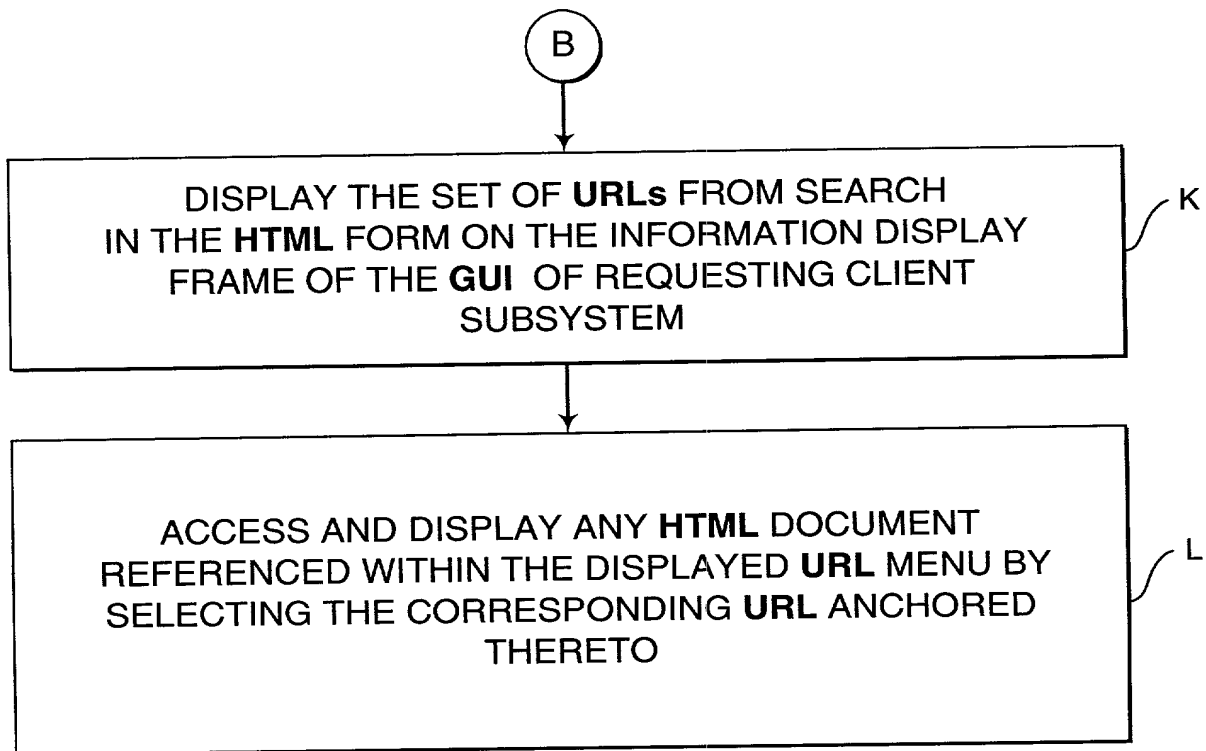 B
DISPLAY THE SET OF URLs FROM SEARCH
IN THE HTML FORM ON THE INFORMATION DISPLAY
FRAME OF THE GUI OF REQUESTING CLIENT
SUBSYSTEM
K
ACCESS AND DISPLAY ANY HTML DOCUMENT
REFERENCED WITHIN THE DISPLAYED URL MENU BY
SELECTING THE CORRESPONDING URL ANCHORED
THERETO
L